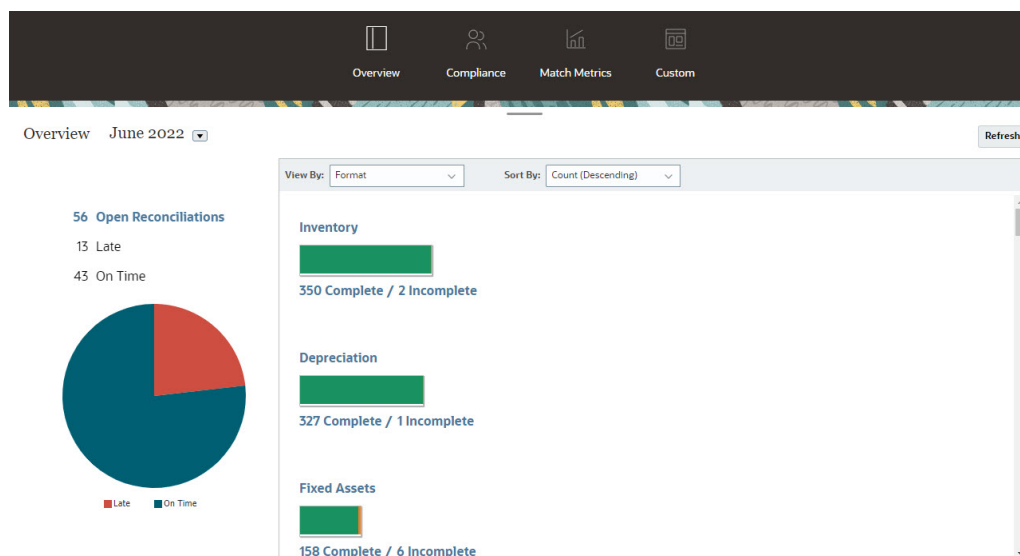 Overview Compliance Match Metrics Custom
Overview June 2022
Refresh
View By: Format Sort By: Count (Descending)
56 Open Reconciliations
13 Late
43 On Time
Late On Time
Inventory
350 Complete / 2 Incomplete
Depreciation
327 Complete / 1 Incomplete
Fixed Assets
158 Complete / 6 Incomplete